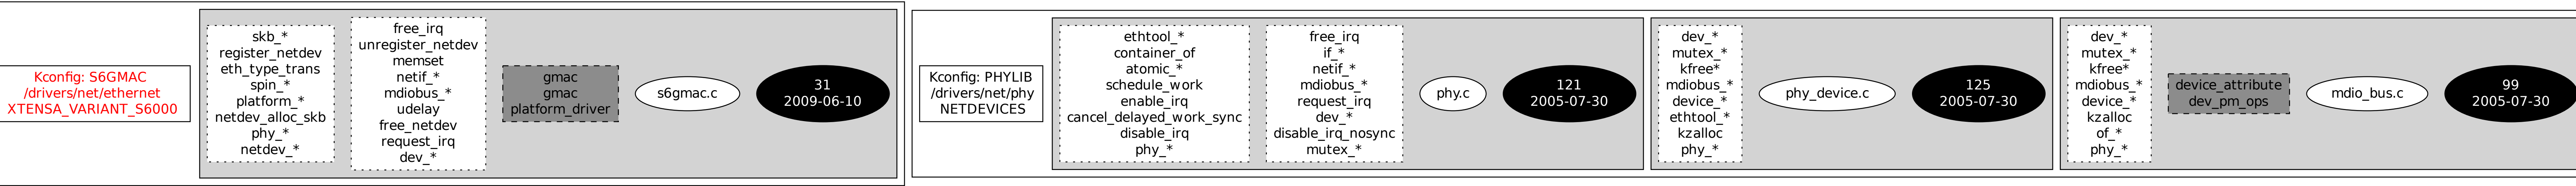 Kconfig: S6GMAC
/drivers/net/ethernet
XTENSA_VARIANT_S6000
skb_*
register_netdev
eth_type_trans
spin_*
platform_*
netdev_alloc_skb
phy_*
netdev_*
free_irq
unregister_netdev
memset
netif_*
mdiobus_*
udelay
free_netdev
request_irq
dev_*
gmac
gmac
platform_driver
s6gmac.c
31
2009-06-10
Kconfig: PHYLIB
/drivers/net/phy
NETDEVICES
ethtool_*
container_of
atomic_*
schedule_work
enable_irq
cancel_delayed_work_sync
disable_irq
phy_*
free_irq
if_*
netif_*
mdiobus_*
request_irq
dev_*
disable_irq_nosync
mutex_*
phy.c
121
2005-07-30
dev_*
mutex_*
kfree*
mdiobus_*
device_*
ethtool_*
kzalloc
phy_*
phy_device.c
125
2005-07-30
dev_*
mutex_*
kfree*
mdiobus_*
device_*
kzalloc
of_*
phy_*
device_attribute
dev_pm_ops
mdio_bus.c
99
2005-07-30